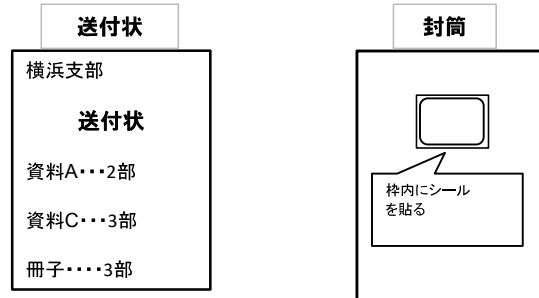 送付状
横浜支部
送付状
資料A・・・2部
資料C・・・3部
冊子・・・・3部
封筒
枠内にシール
を貼る